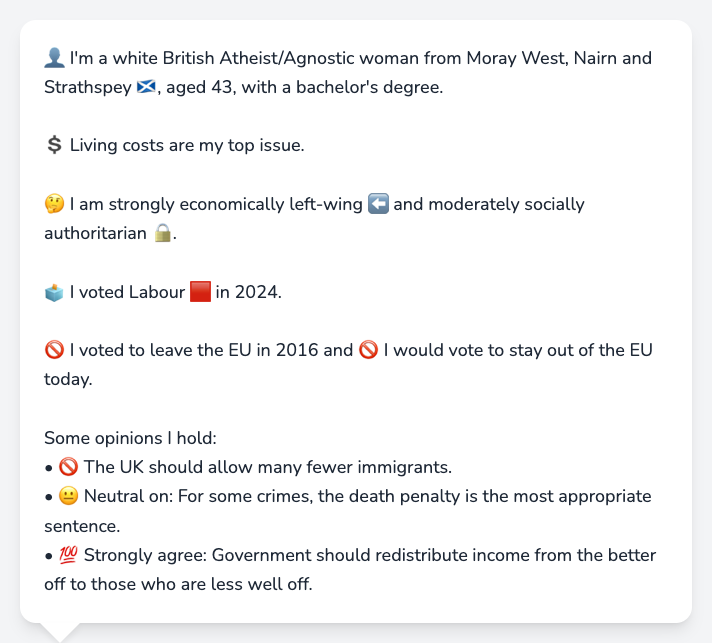 👤 I'm a white British Atheist/Agnostic woman from Moray West, Nairn and
Strathspey 🏴󠁧󠁢󠁳󠁣󠁴󠁿, aged 43, with a bachelor's degree.
💲 Living costs are my top issue.
🤔 I am strongly economically left-wing ⬅️ and moderately socially
authoritarian 🔒.
🗳️ I voted Labour 🟥 in 2024.
🚫 I voted to leave the EU in 2016 and 🚫 I would vote to stay out of the EU
today.
Some opinions I hold:
• 🚫 The UK should allow many fewer immigrants.
• 😐 Neutral on: For some crimes, the death penalty is the most appropriate
sentence.
• 💯 Strongly agree: Government should redistribute income from the better
off to those who are less well off.